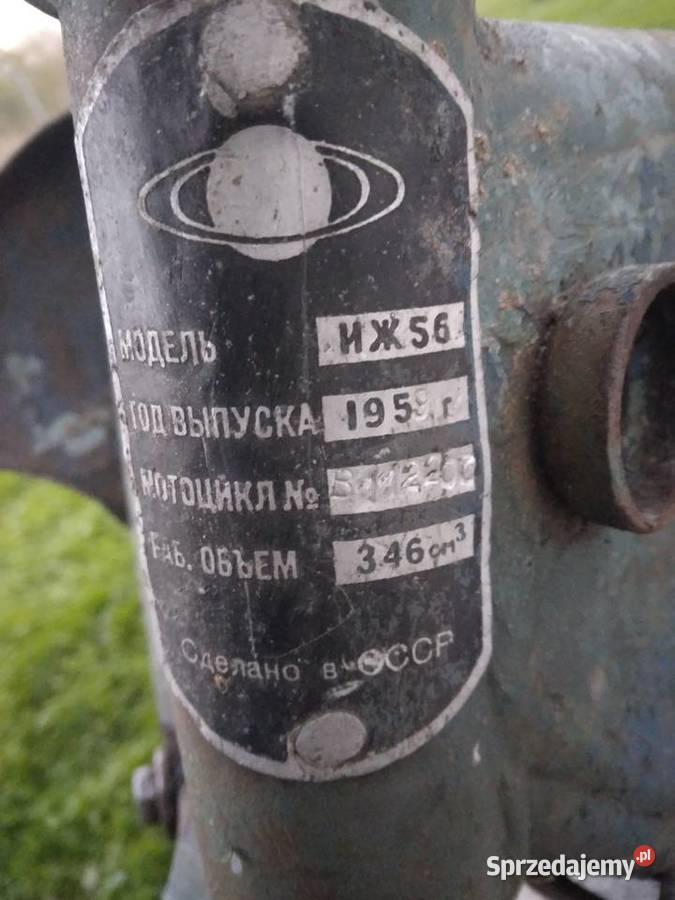 МОДЕЛЬ ИЖ56
ГОД ВЫПУСКА 1959 г
МОТОЦИКЛ №
РАБ. ОБЪЕМ 346 см³
Сделано в СССР
Sprzedajemy.pl